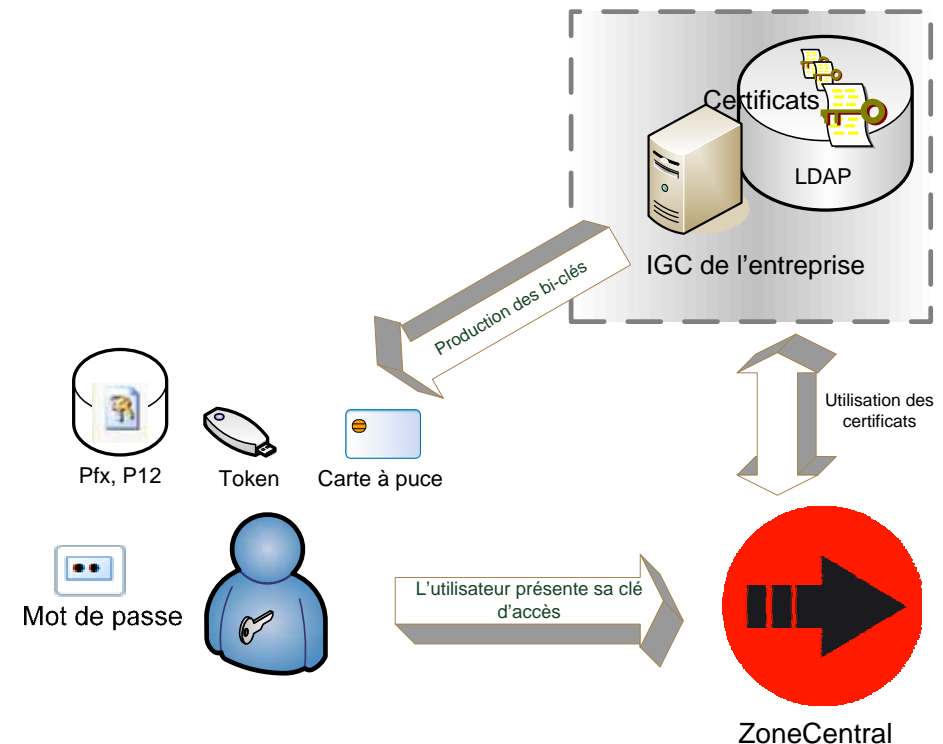 Certificats
LDAP
IGC de l'entreprise
Production des bi-clés
Utilisation des
certificats
Pfx, P12
Token
Carte à puce
Mot de passe
L'utilisateur présente sa clé
d'accès
ZoneCentral